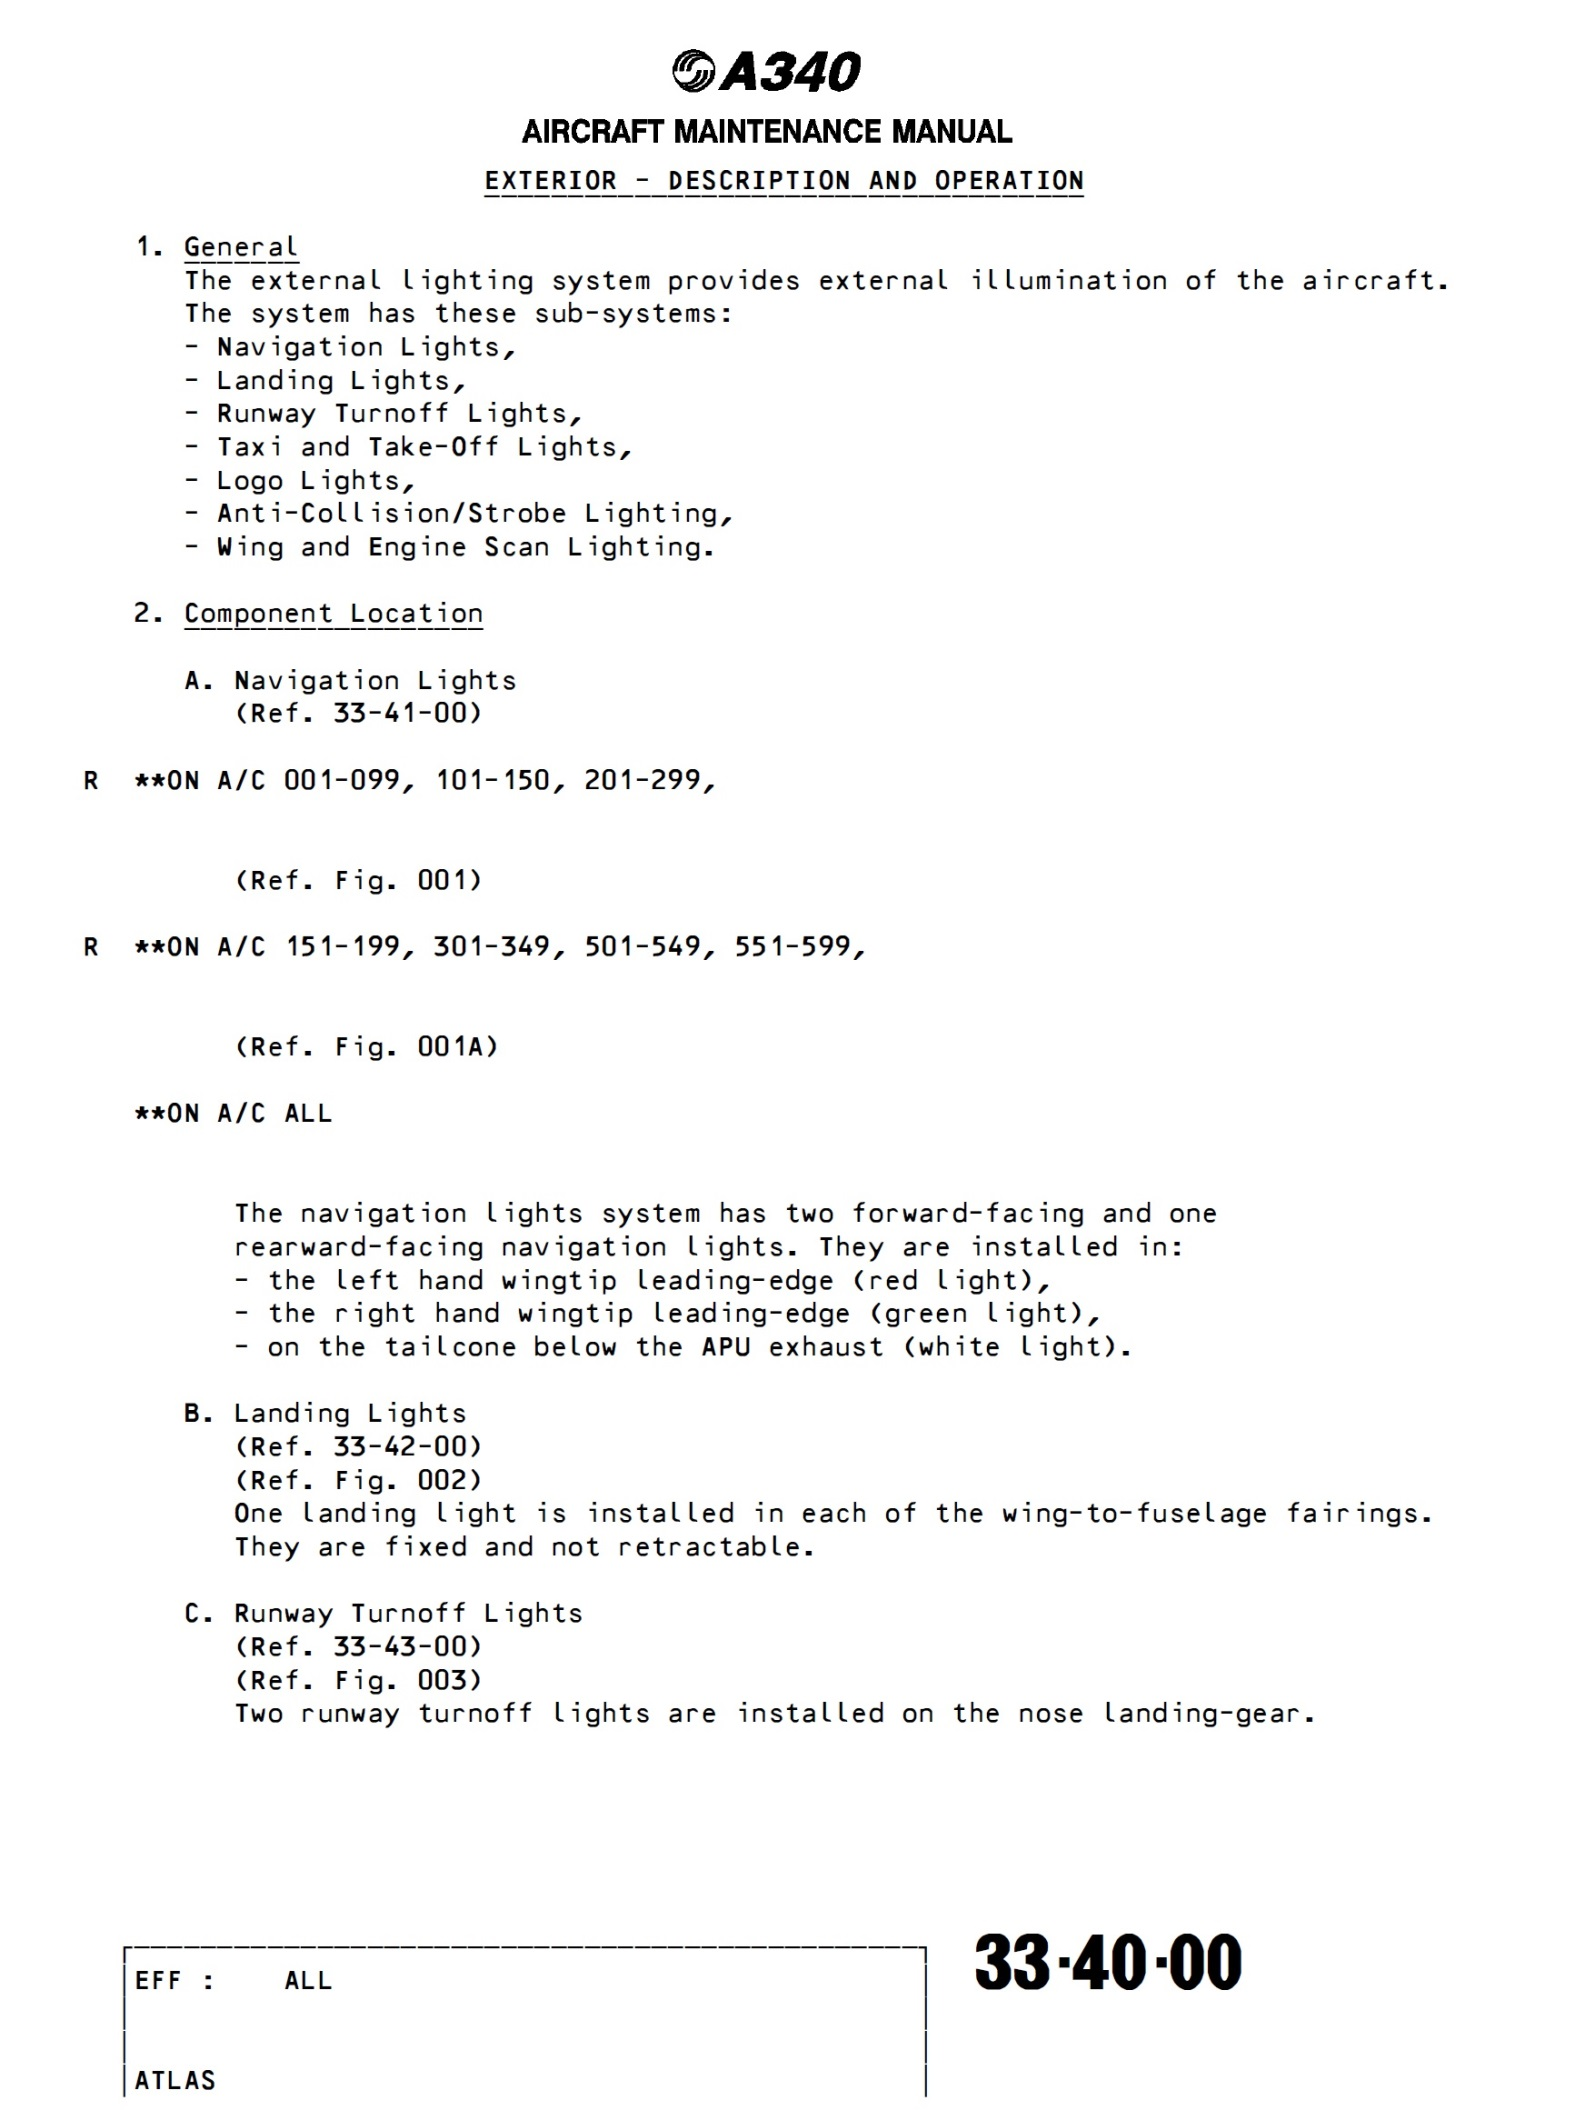 A340
AIRCRAFT MAINTENANCE MANUAL
EXTERIOR - DESCRIPTION AND OPERATION
1. General
The external lighting system provides external illumination of the aircraft.
The system has these sub-systems:
- Navigation Lights,
- Landing Lights,
- Runway Turnoff Lights,
- Taxi and Take-Off Lights,
- Logo Lights,
- Anti-Collision/Strobe Lighting,
- Wing and Engine Scan Lighting.
2. Component Location
A. Navigation Lights
(Ref. 33-41-00)
R **ON A/C 001-099, 101-150, 201-299,
(Ref. Fig. 001)
R **ON A/C 151-199, 301-349, 501-549, 551-599,
(Ref. Fig. 001A)
**ON A/C ALL
The navigation lights system has two forward-facing and one
rearward-facing navigation lights. They are installed in:
- the left hand wingtip leading-edge (red light),
- the right hand wingtip leading-edge (green light),
- on the tailcone below the APU exhaust (white light).
B. Landing Lights
(Ref. 33-42-00)
(Ref. Fig. 002)
One landing light is installed in each of the wing-to-fuselage fairings.
They are fixed and not retractable.
C. Runway Turnoff Lights
(Ref. 33-43-00)
(Ref. Fig. 003)
Two runway turnoff lights are installed on the nose landing-gear.
EFF : ALL
33-40-00
ATLAS